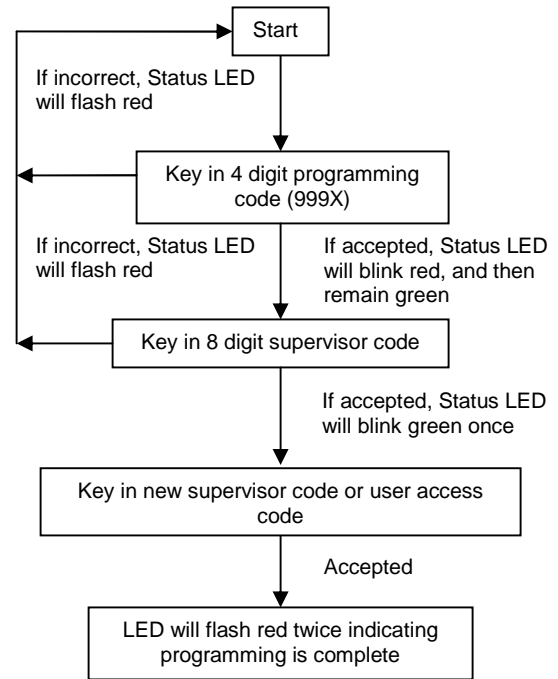 Start
If incorrect, Status LED
will flash red
Key in 4 digit programming
code (999X)
If incorrect, Status LED
will flash red
If accepted, Status LED
will blink red, and then
remain green
Key in 8 digit supervisor code
If accepted, Status LED
will blink green once
Key in new supervisor code or user access
code
Accepted
LED will flash red twice indicating
programming is complete